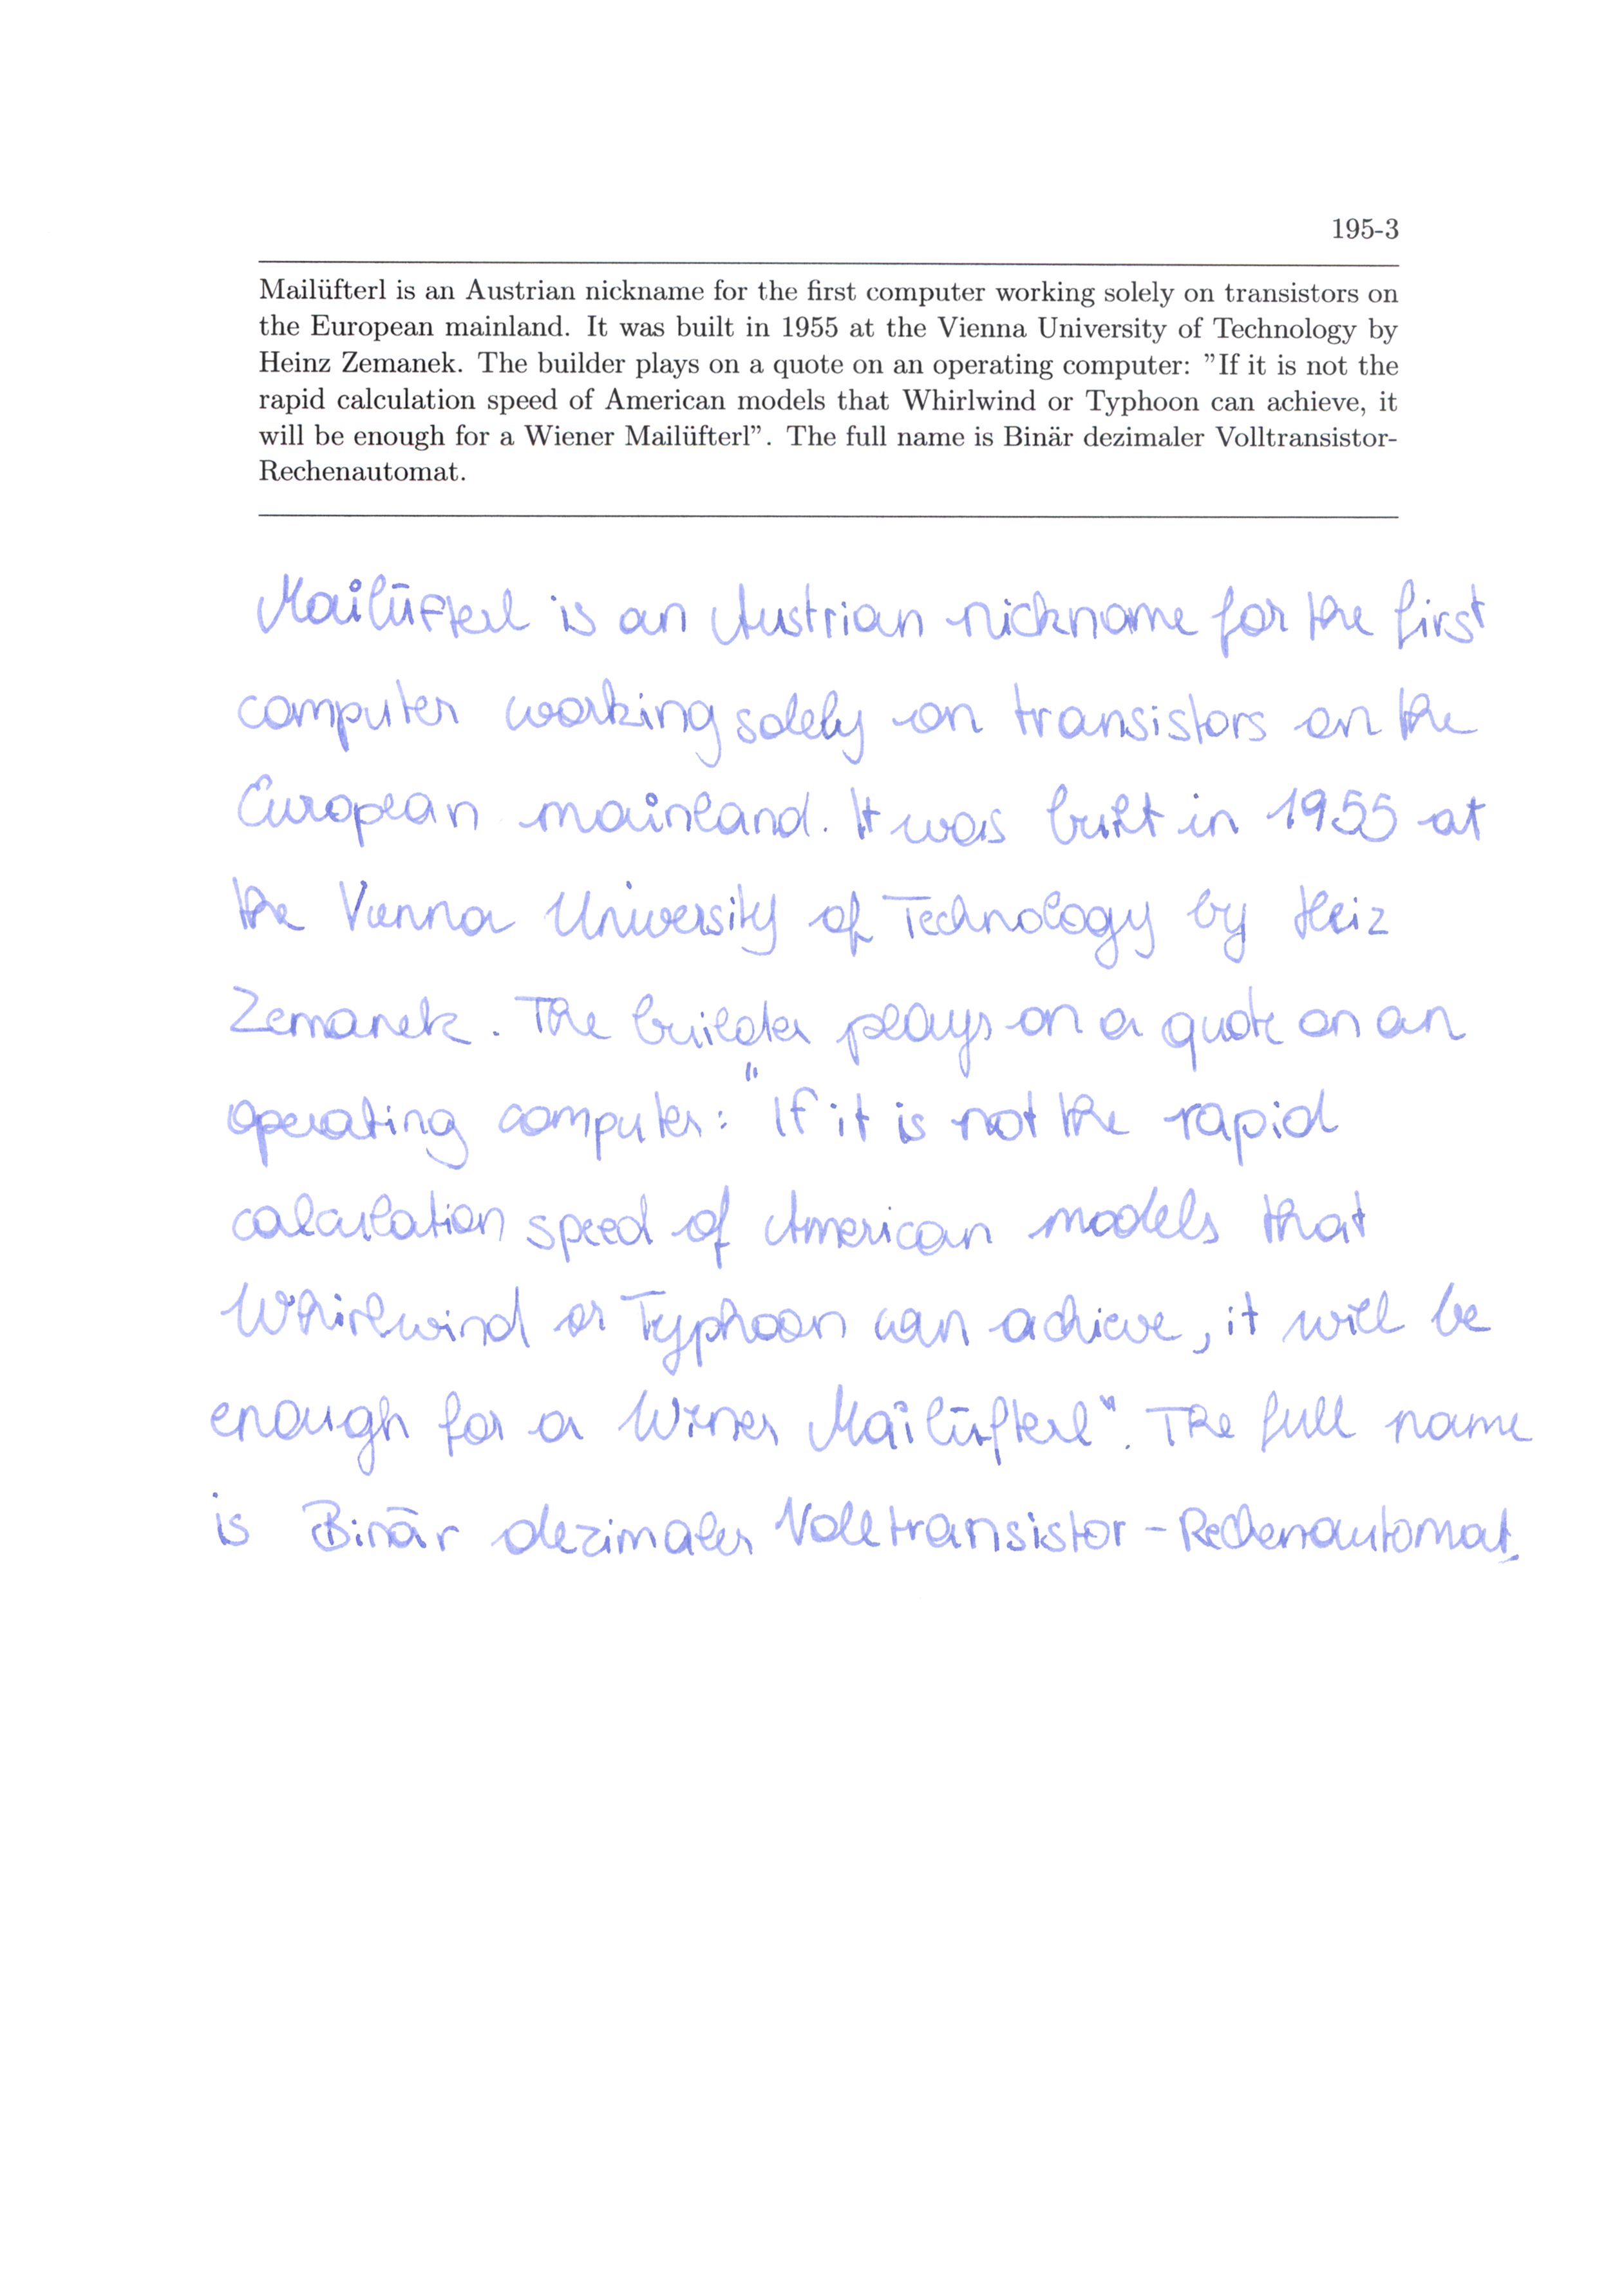 195-3
Mailüfterl is an Austrian nickname for the first computer working solely on transistors on
the European mainland. It was built in 1955 at the Vienna University of Technology by
Heinz Zemanek. The builder plays on a quote on an operating computer: ”If it is not the
rapid calculation speed of American models that Whirlwind or Typhoon can achieve, it
will be enough for a Wiener Mailüfterl”. The full name is Binär dezimaler Volltransistor-
Rechenautomat.
Mailüfterl is an Austrian nickname for the first
computer working solely on transistors on the
European mainland. It was built in 1955 at
the Vienna University of Technology by Heiz
Zemanek. The builder plays on a quote on an
operating computer: "If it is not the rapid
calculation speed of American models that
Whirlwind or Typhoon can achieve, it will be
enough for a Wiener Mailüfterl". The full name
is Binär dezimaler Volltransistor-Rechenautomat.